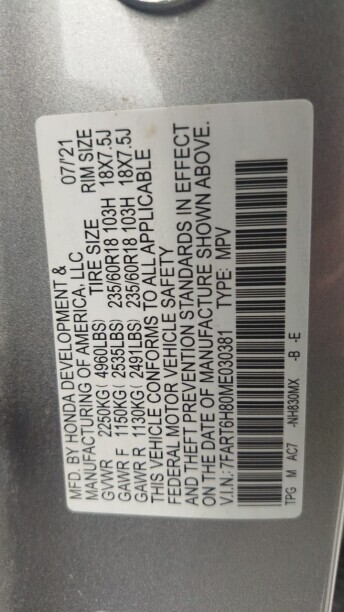 MFD. BY HONDA DEVELOPMENT & 07/'21
MANUFACTURING OF AMERICA, LLC
TIRE SIZE RIM SIZE
GVWR 2250KG( 4960LBS)
GAWR F 1150KG( 2535LBS) 235/60R18 103H 18X7.5J
GAWR R 1130KG( 2491LBS) 235/60R18 103H 18X7.5J
THIS VEHICLE CONFORMS TO ALL APPLICABLE
FEDERAL MOTOR VEHICLE SAFETY
AND THEFT PREVENTION STANDARDS IN EFFECT
ON THE DATE OF MANUFACTURE SHOWN ABOVE.
V.I.N.:7FART6H80ME030381 TYPE: MPV
TPG M AC7 -NH830MX -B -E